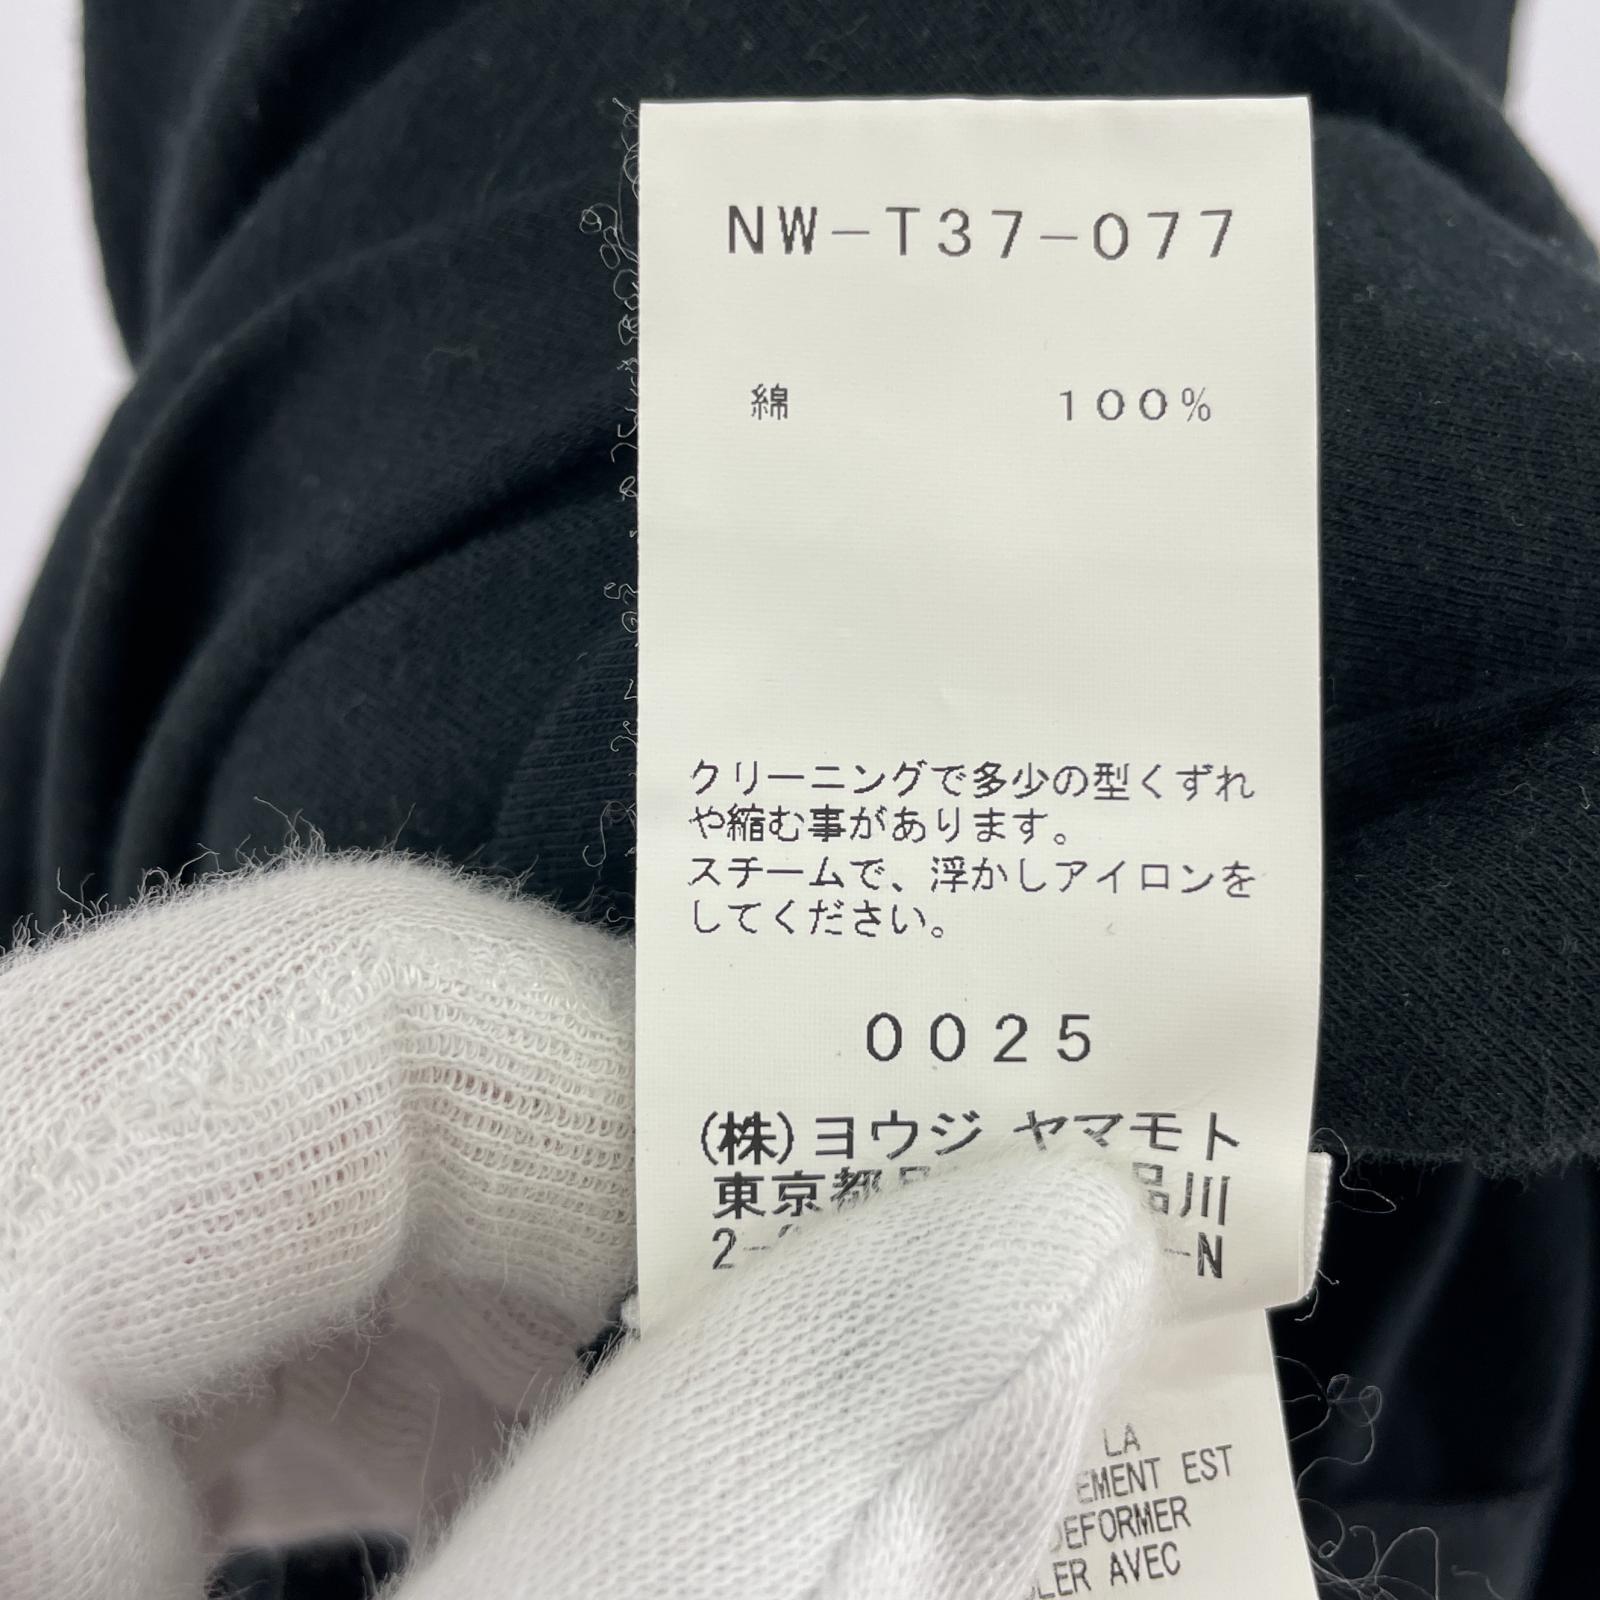 NW-T37-077
綿 100%
クリーニングで多少の型くずれ
や縮む事があります。
スチームで、浮かしアイロンを
してください。
0025
(株)ヨウジ ヤマモト
東京都 品川
2- -N
LA
EST
DEFORMER
AVEC